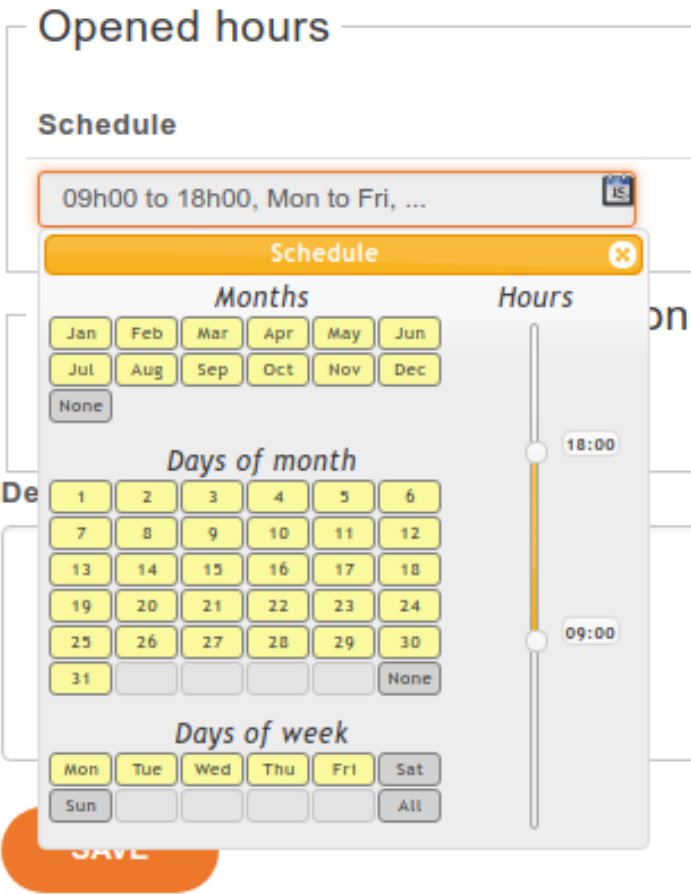 Opened hours
Schedule
09h00 to 18h00, Mon to Fri, ...
Schedule
Months
Hours
on
Jan Feb Mar Apr May Jun
Jul Aug Sep Oct Nov Dec
None
18:00
Days of month
De
1 2 3 4 5 6
7 8 9 10 11 12
13 14 15 16 17 18
19 20 21 22 23 24
25 26 27 28 29 30
09:00
31 None
Days of week
Mon Tue Wed Thu Fri Sat
Sun All
SAVE